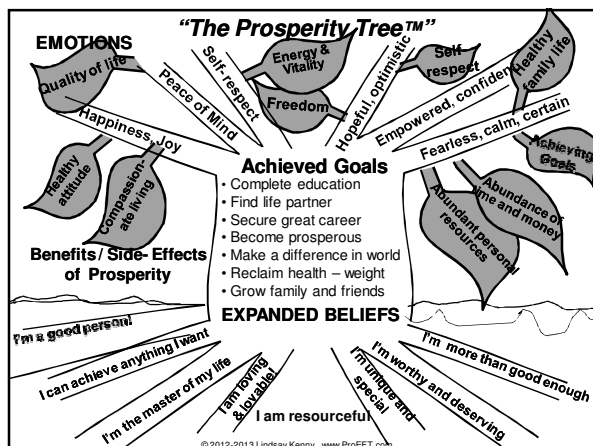 "The Prosperity Tree™"
EMOTIONS
Quality of life
Self-respect
Peace of Mind
Happiness, Joy
Energy &
Vitality
Freedom
Hopeful, optimistic
Self
respect
Empowered, confident
Healthy
family life
Fearless, calm, certain
Achieving
Goals
Healthy
attitude
Compassion-
ate living
Abundance of
time and money
Abundant personal
resources
Benefits/Side-Effects
of Prosperity
Achieved Goals
• Complete education
• Find life partner
• Secure great career
• Become prosperous
• Make a difference in world
• Reclaim health – weight
• Grow family and friends
EXPANDED BELIEFS
I'm a good person!
I can achieve anything I want
I'm the master of my life
I am loving
& lovable!
I am resourceful
I'm unique and
special
I'm worthy and deserving
I'm more than good enough
© 2012-2013 Lindsay Kenny www.ProEFT.com